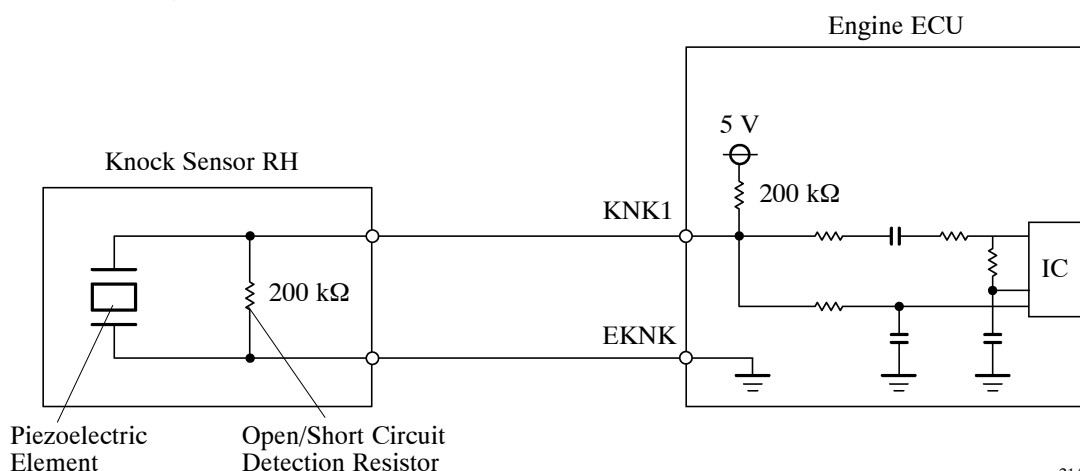 Engine ECU
5 V
Knock Sensor RH
200 kΩ
KNK1
IC
200 kΩ
EKNK
Piezoelectric
Element
Open/Short Circuit
Detection Resistor